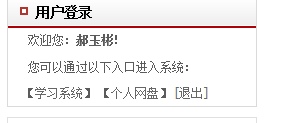 用户登录
欢迎您: 郝玉彬!
您可以通过以下入口进入系统:
【学习系统】【个人网盘】 [退出]